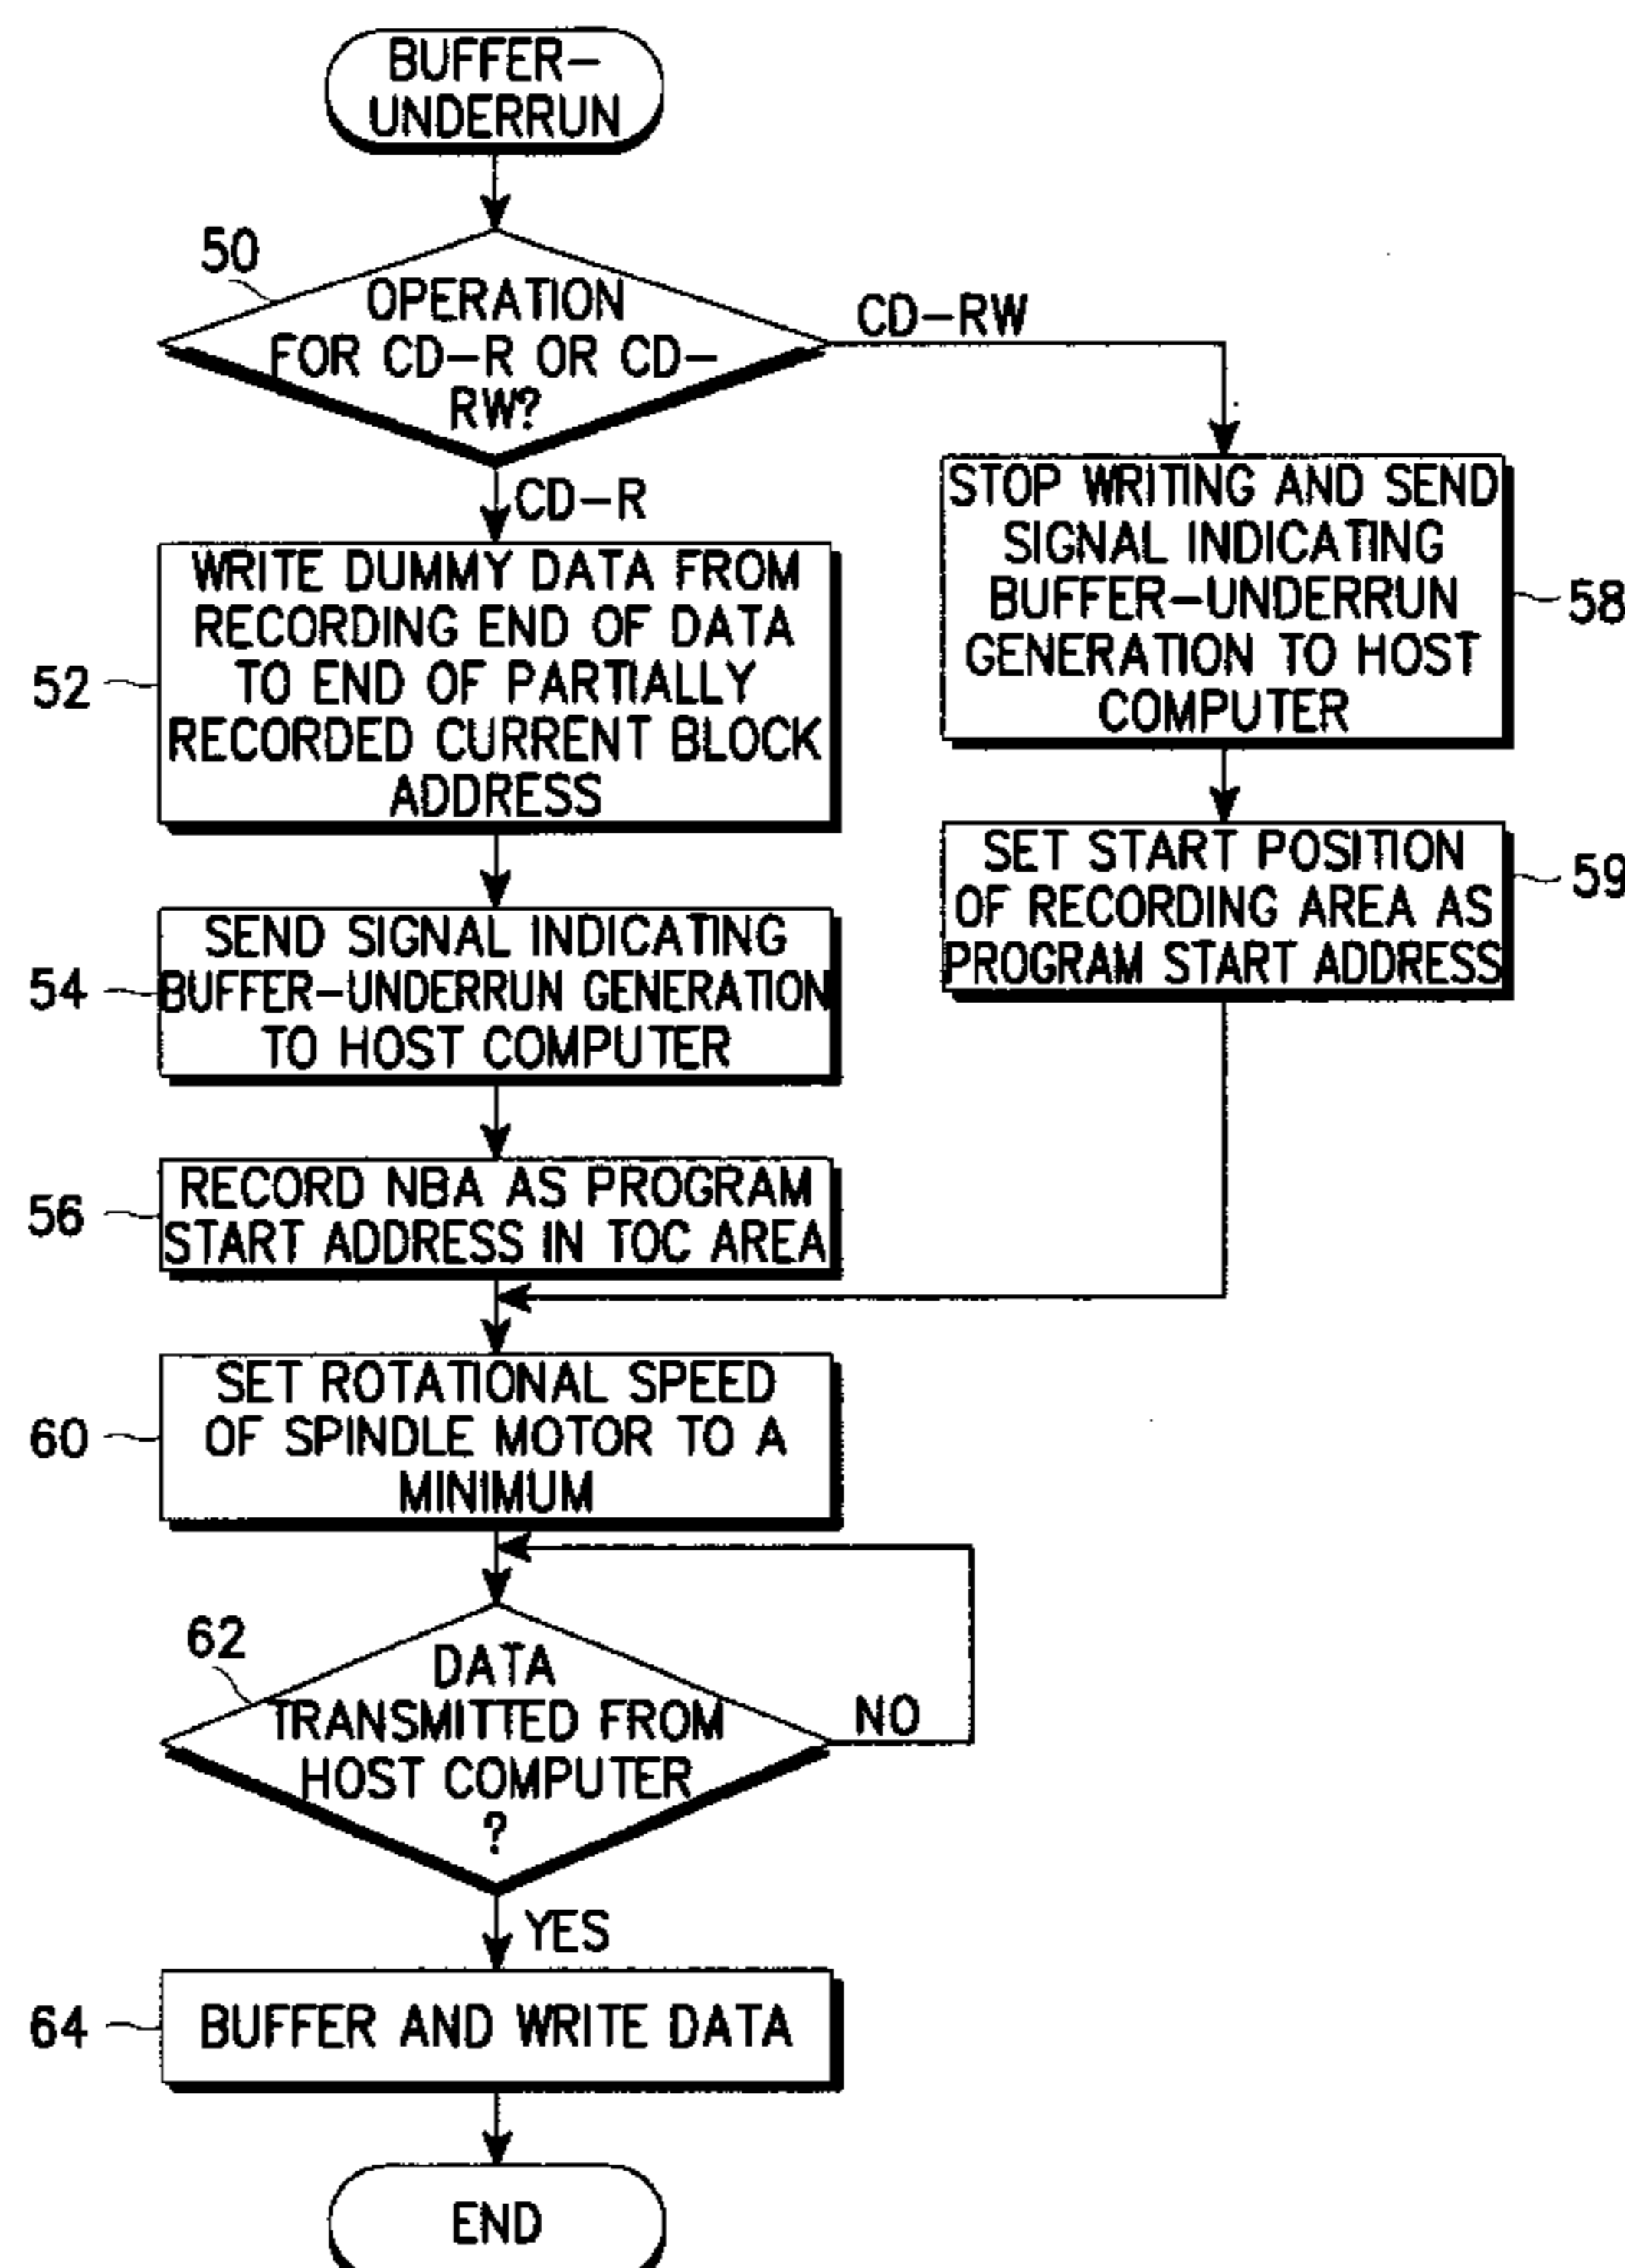 BUFFER-
UNDERRUN
50
OPERATION
FOR CD-R OR CD-
RW?
CD-RW
CD-R
WRITE DUMMY DATA FROM
RECORDING END OF DATA
TO END OF PARTIALLY
RECORDED CURRENT BLOCK
ADDRESS
52
STOP WRITING AND SEND
SIGNAL INDICATING
BUFFER-UNDERRUN
GENERATION TO HOST
COMPUTER
58
SEND SIGNAL INDICATING
BUFFER-UNDERRUN GENERATION
TO HOST COMPUTER
54
SET START POSITION
OF RECORDING AREA AS
PROGRAM START ADDRESS
59
RECORD NBA AS PROGRAM
START ADDRESS IN TOC AREA
56
SET ROTATIONAL SPEED
OF SPINDLE MOTOR TO A
MINIMUM
60
62
DATA
TRANSMITTED FROM
HOST COMPUTER
?
NO
YES
64
BUFFER AND WRITE DATA
END